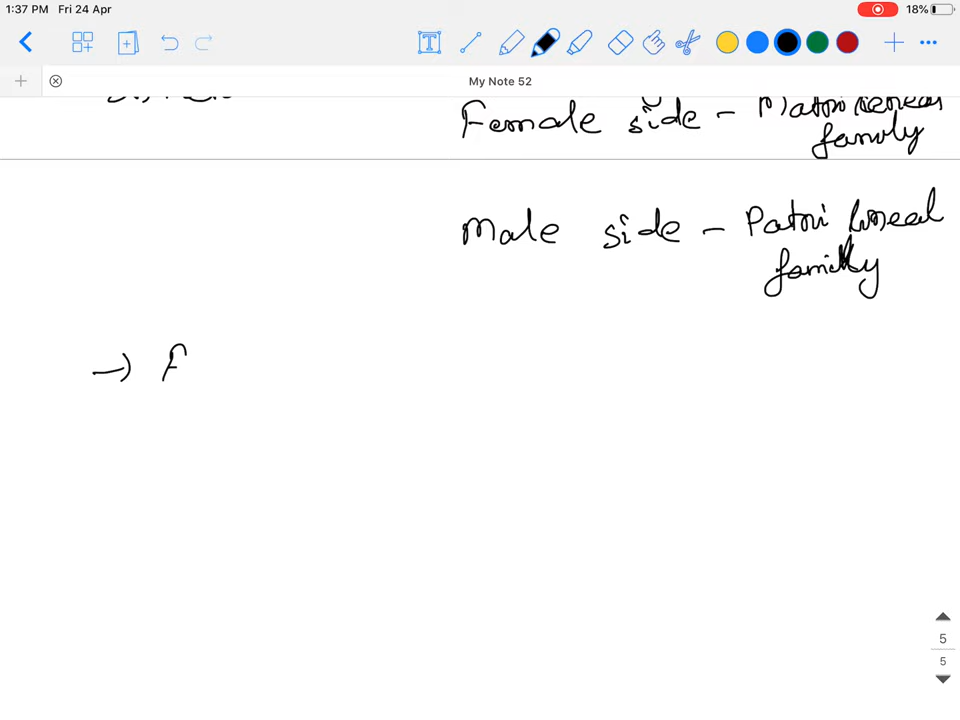 1:37 PM Fri 24 Apr 18%
My Note 52
Female side - Matrilineal
family
Male side - Patrilineal
family
→ F
5
5